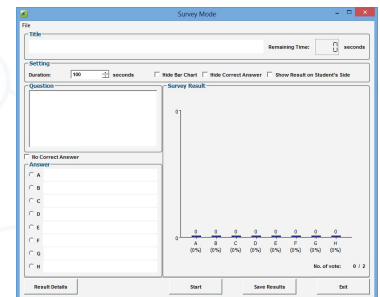 Survey Mode
File
Title
Remaining Time: 0 seconds
Setting
Duration: 100 seconds Hide Bar Chart Hide Correct Answer Show Result on Student's Side
Question
Survey Result
0
0
0 0 0 0 0 0 0 0
A B C D E F G H
(0%) (0%) (0%) (0%) (0%) (0%) (0%) (0%)
No. of vote: 0 / 2
No Correct Answer
Answer
A
B
C
D
E
F
G
H
Result Details Start Save Results Exit